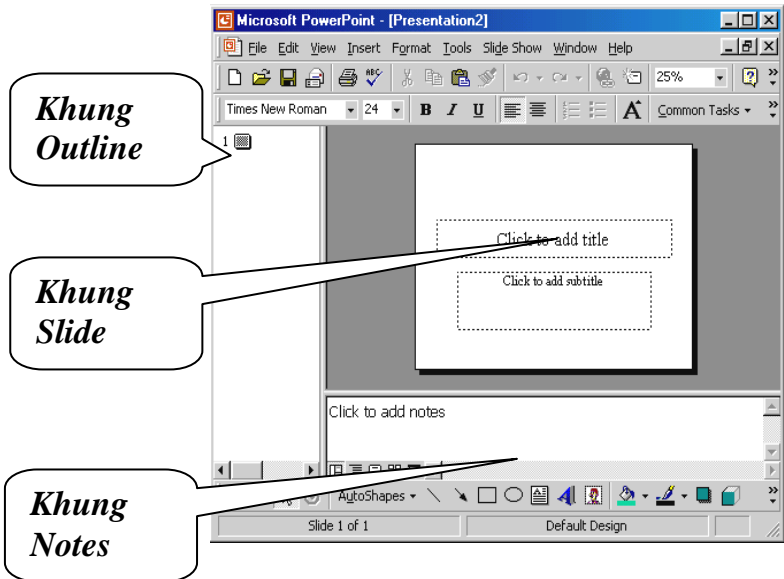 Microsoft PowerPoint - [Presentation2]
File Edit View Insert Format Tools Slide Show Window Help
ABC 25%
Times New Roman 24 B I U A Common Tasks
Khung
Outline
1
Click to add title
Click to add subtitle
Khung
Slide
Click to add notes
AutoShapes
Khung
Notes
Slide 1 of 1 Default Design